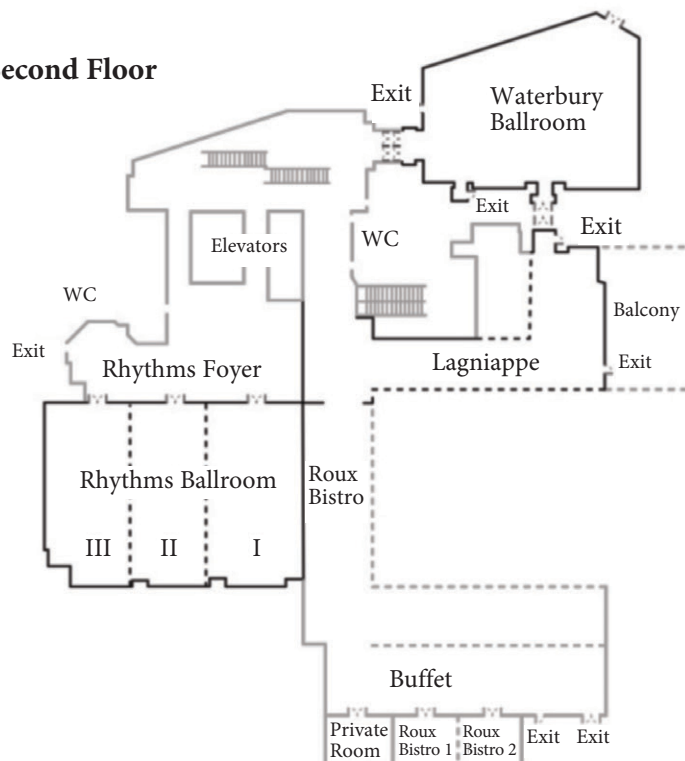 econd Floor
Exit
Waterbury
Ballroom
Exit
Exit
WC
Elevators
WC
Balcony
Exit
Lagniappe
Exit
Rhythms Foyer
Rhythms Ballroom
Roux
Bistro
III
II
I
Buffet
Private
Room
Roux
Bistro 1
Roux
Bistro 2
Exit
Exit